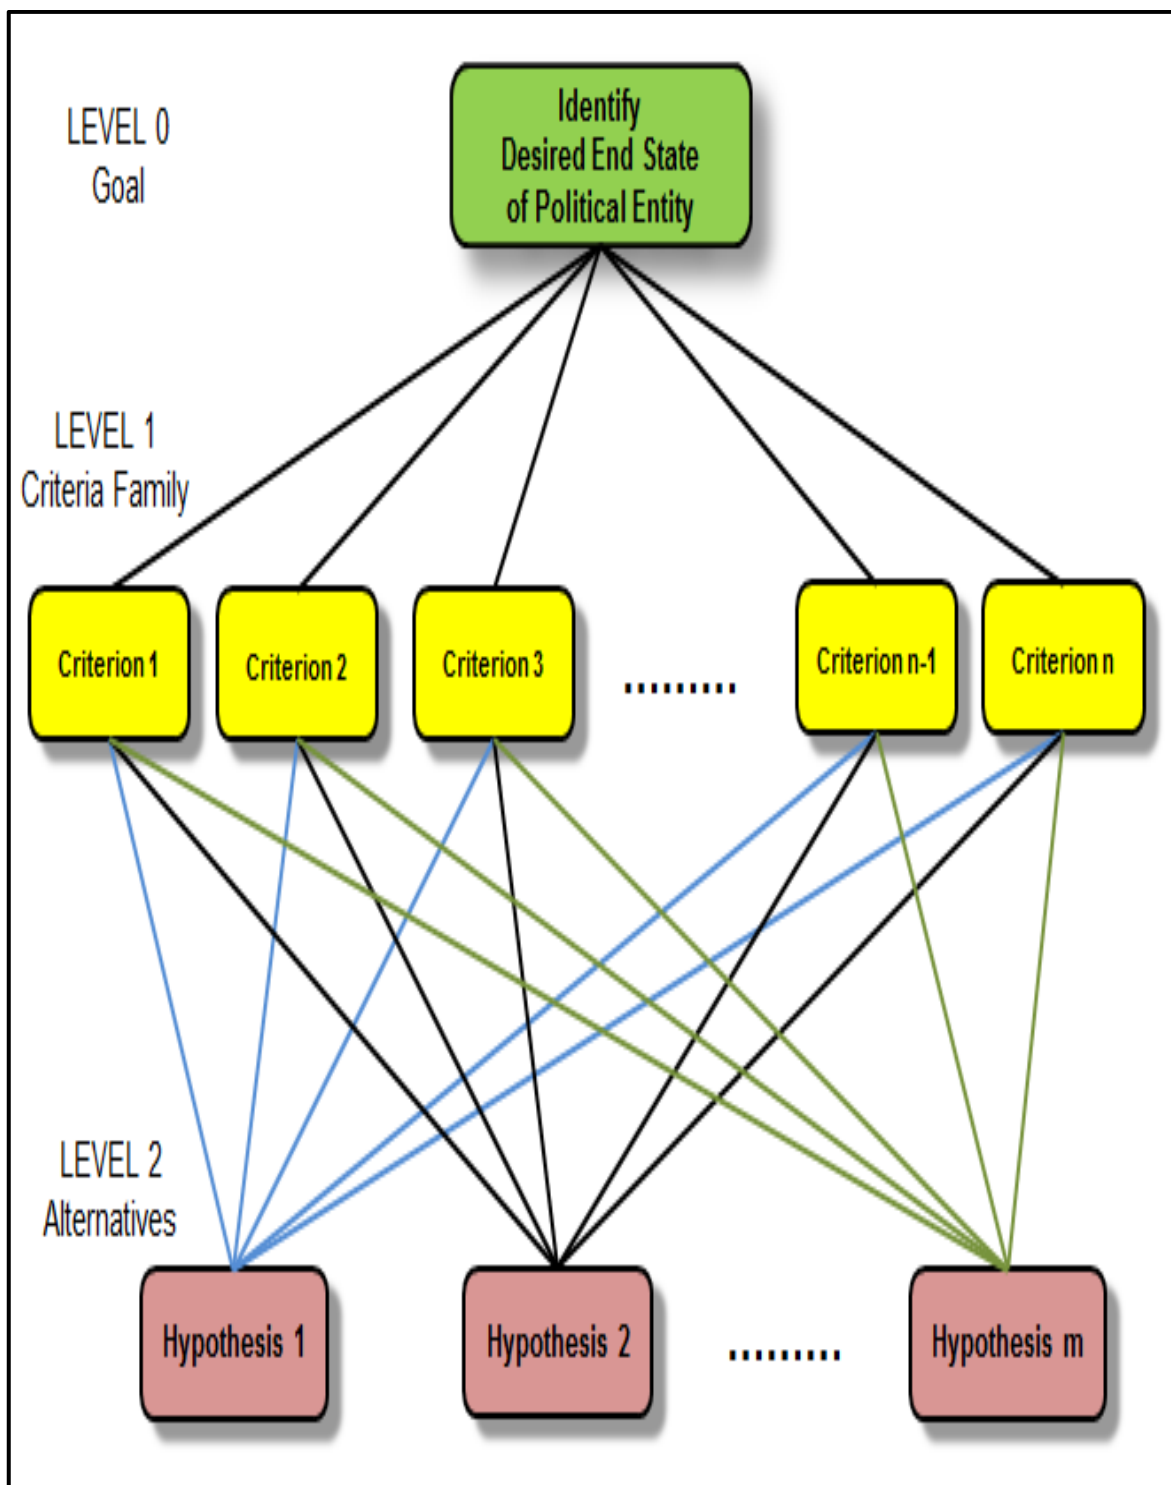 LEVEL 0
Goal
Identify
Desired End State
of Political Entity
LEVEL 1
Criteria Family
Criterion 1
Criterion 2
Criterion 3
.........
Criterion n-1
Criterion n
LEVEL 2
Alternatives
Hypothesis 1
Hypothesis 2
.........
Hypothesis m